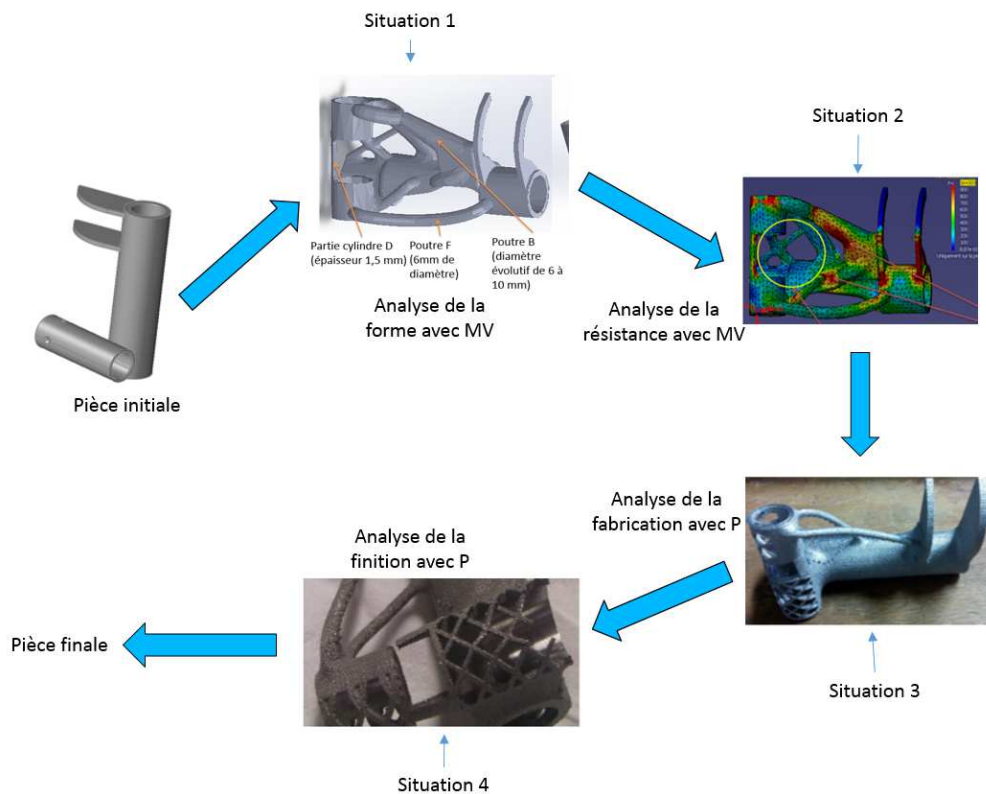 Situation 1
Situation 2
Partie cylindre D
(épaisseur 1,5 mm)
Poutre F
(6mm de
diamètre)
Poutre B
(diamètre
évolutif de 6 à
10 mm)
Analyse de la
forme avec MV
Analyse de la
résistance avec MV
Pièce initiale
Analyse de la
fabrication avec P
Analyse de la
finition avec P
Pièce finale
Situation 3
Situation 4